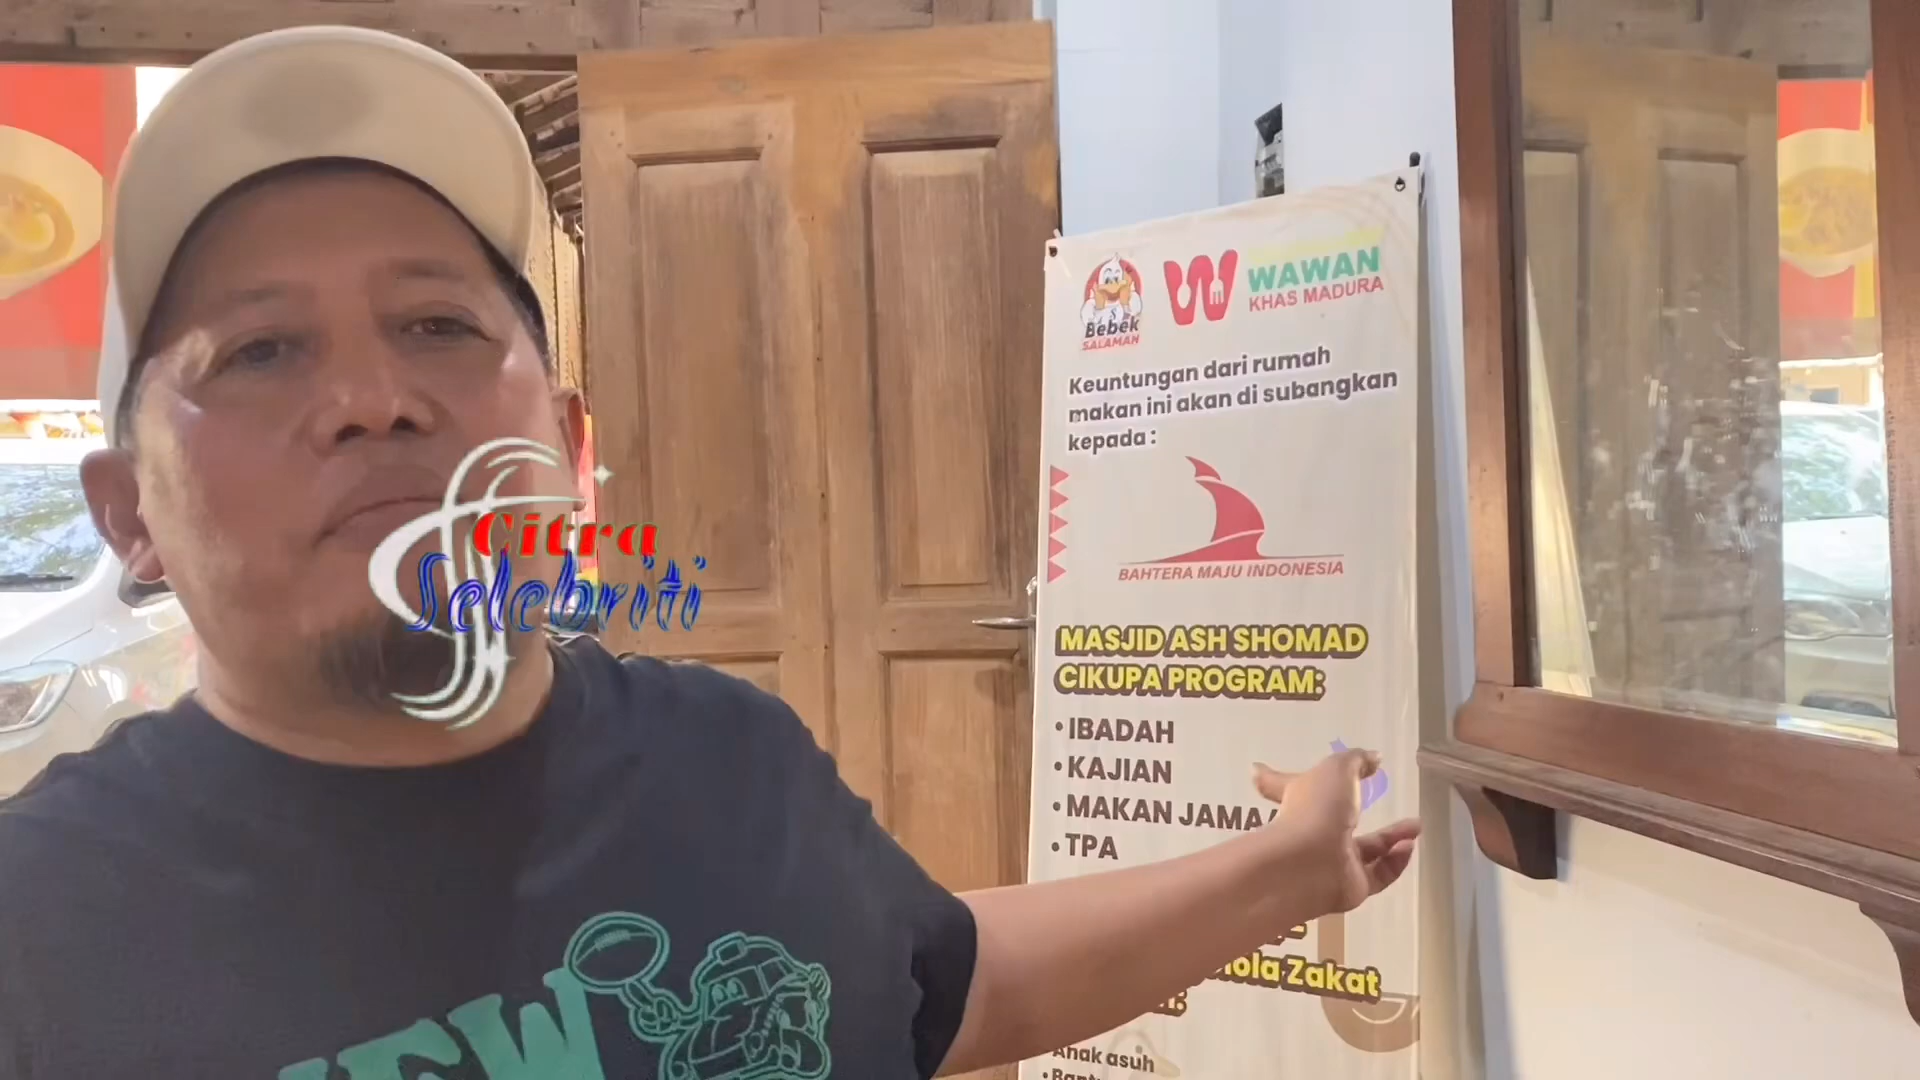 Bebek
SALAMAN
WAWAN
KHAS MADURA
Keuntungan dari rumah
makan ini akan di subangkan
kepada :
BAHTERA MAJU INDONESIA
MASJID ASH SHOMAD
CIKUPA PROGRAM:
• IBADAH
• KAJIAN
• MAKAN
• TPA
Zakat
Anak asuh
Citra
Selebriti